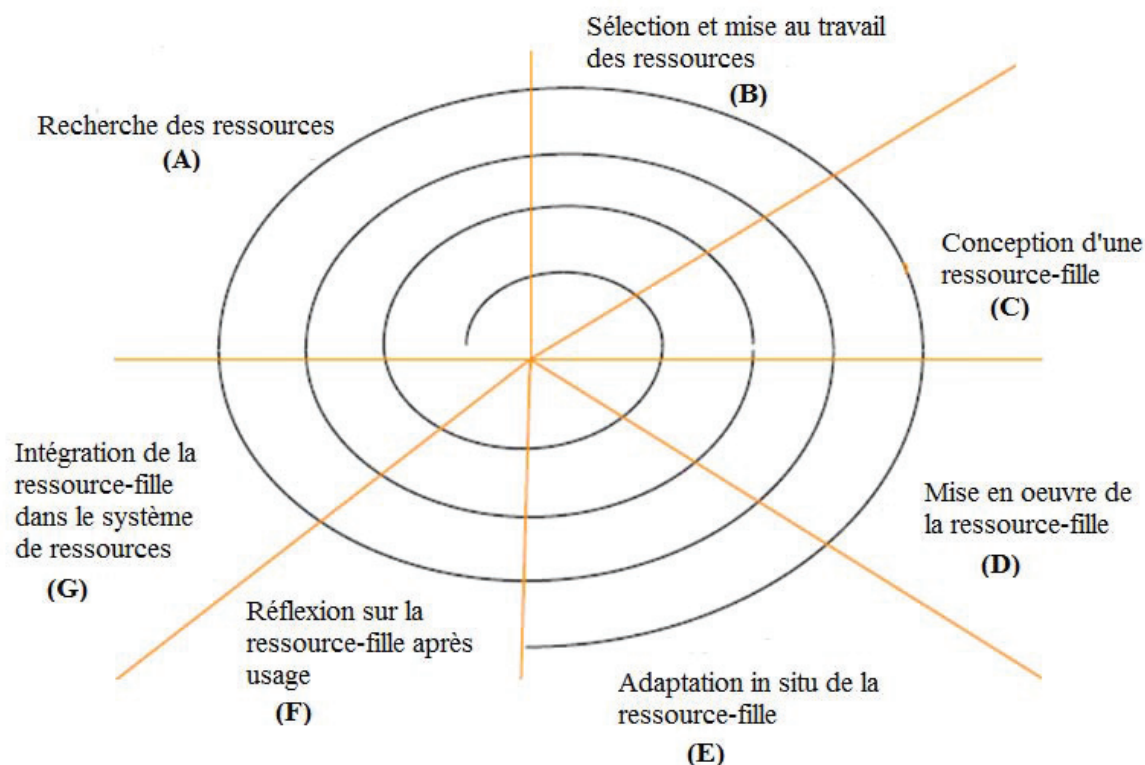 Sélection et mise au travail
des ressources
(B)
Recherche des ressources
(A)
Conception d'une
ressource-fille
(C)
Intégration de la
ressource-fille
dans le système
de ressources
(G)
Mise en oeuvre de
la ressource-fille
(D)
Réflexion sur la
ressource-fille après
usage
(F)
Adaptation in situ de la
ressource-fille
(E)